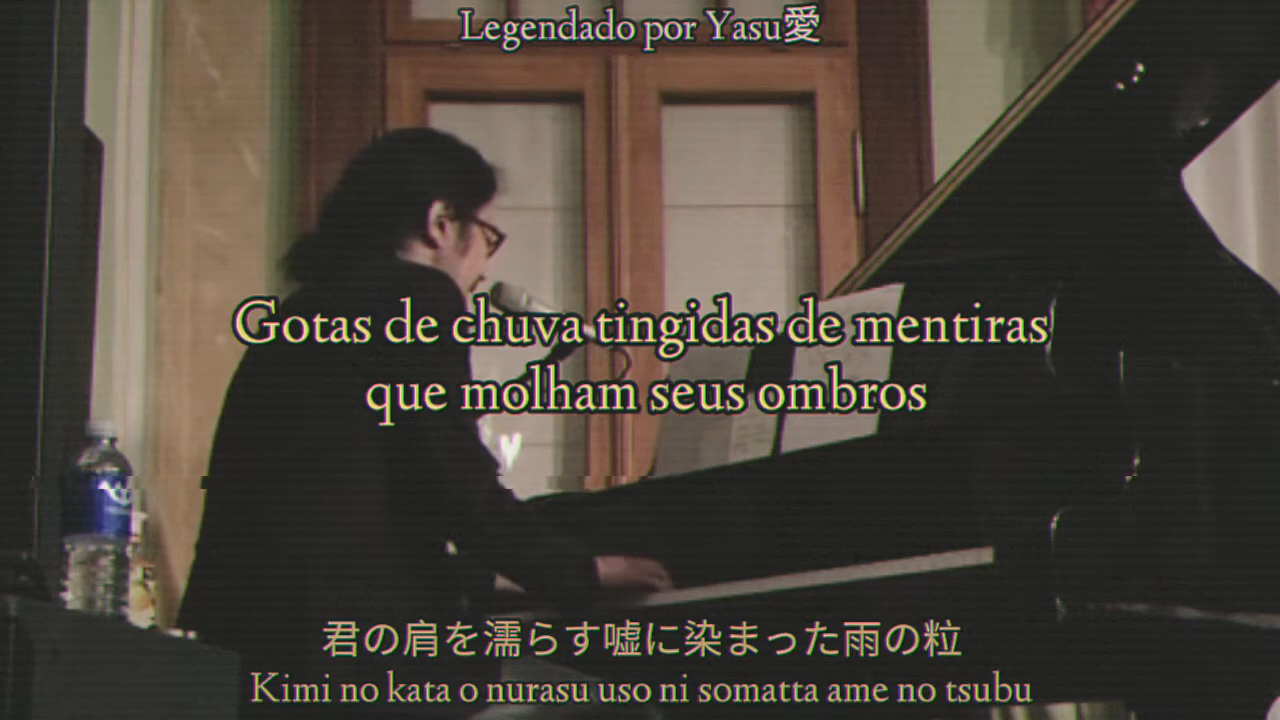 Legendado por Yasu愛
Gotas de chuva tingidas de mentiras
que molham seus ombros
君の肩を濡らす嘘に染まった雨の粒
Kimi no kata o nurasu uso ni somatta ame no tsubu